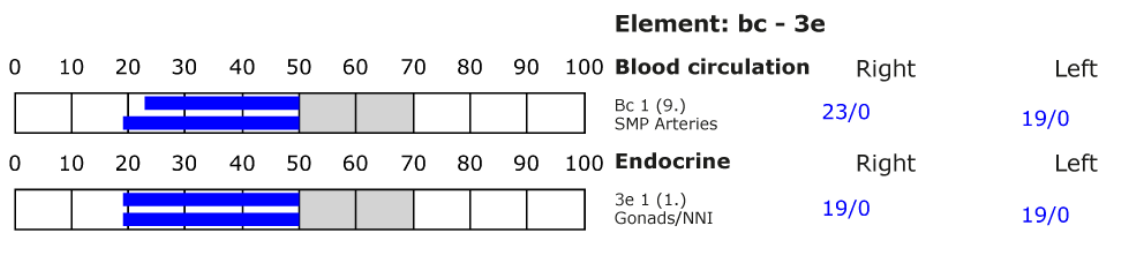 Element: bc - 3e
0 10 20 30 40 50 60 70 80 90 100 Blood circulation Right Left
Bc 1 (9.)
SMP Arteries
23/0 19/0
0 10 20 30 40 50 60 70 80 90 100 Endocrine Right Left
3e 1 (1.)
Gonads/NNI
19/0 19/0